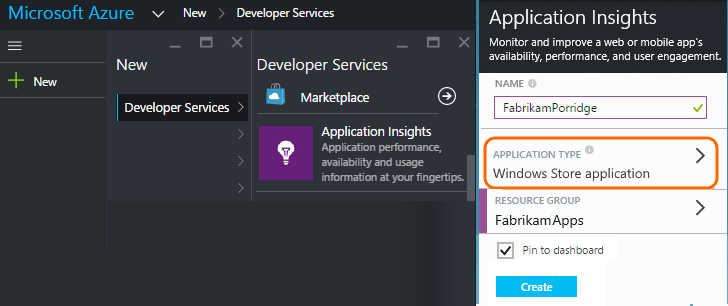 Microsoft Azure New Developer Services
New
New
Developer Services
Developer Services
Marketplace
Application Insights
Application performance,
availability and usage
information at your fingertips.
Application Insights
Monitor and improve a web or mobile app's
availability, performance, and user engagement.
NAME
FabrikamPorridge
APPLICATION TYPE
Windows Store application
RESOURCE GROUP
FabrikamApps
Pin to dashboard
Create